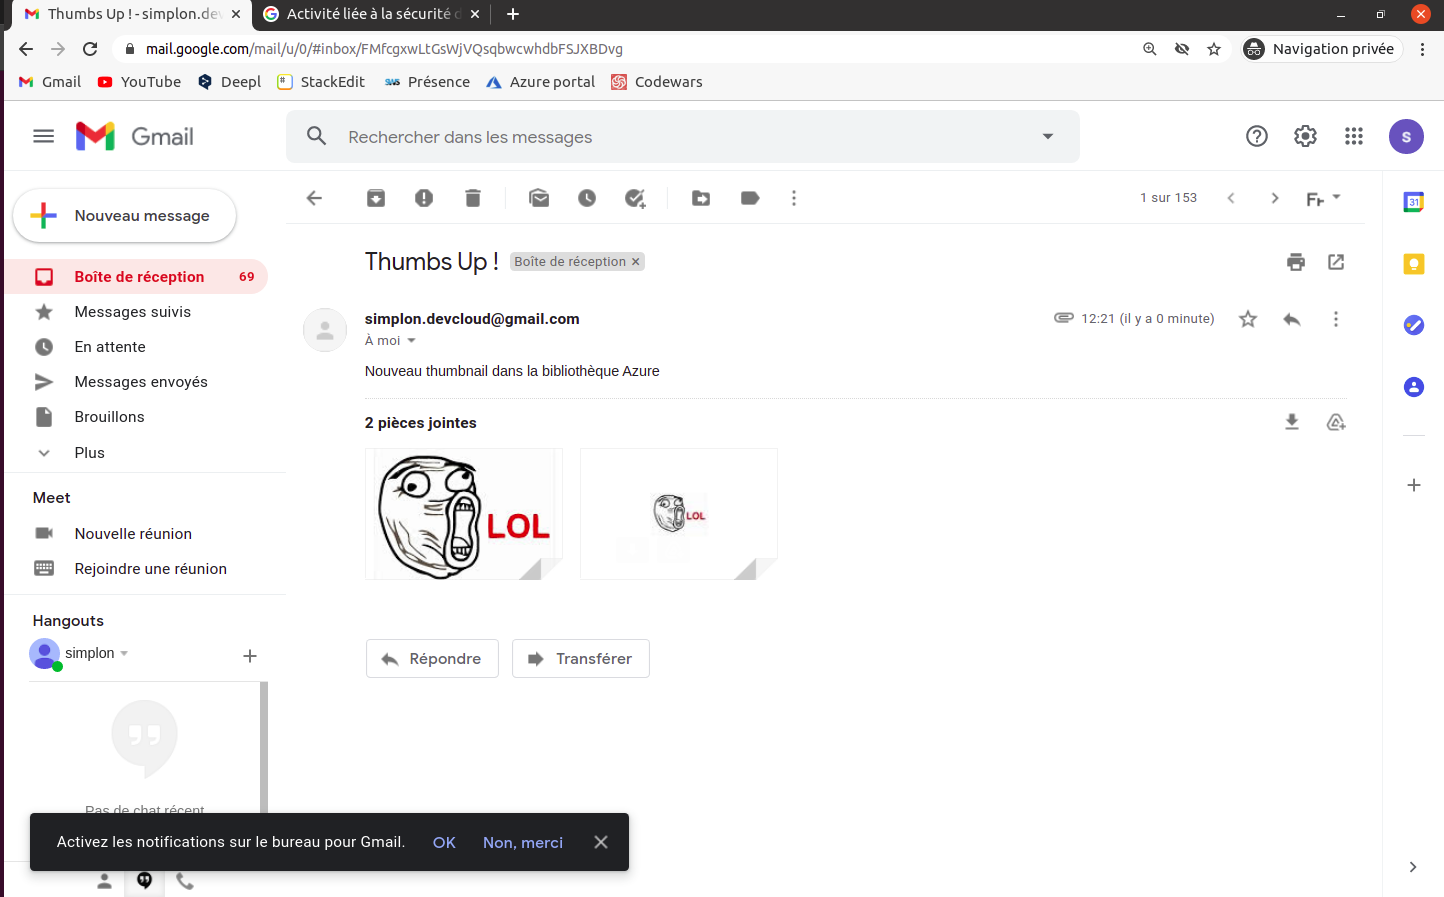 Thumbs Up ! - simplon.dev
Activité liée à la sécurité d
mail.google.com/mail/u/0/#inbox/FMfcgxwLtGsWjVQsqbwcwhdbFSJXBDvg
Navigation privée
Gmail YouTube Deepl StackEdit Présence Azure portal Codewars
Gmail
Rechercher dans les messages
S
Nouveau message
1 sur 153
31
Boîte de réception 69
Messages suivis
En attente
Messages envoyés
Brouillons
Plus
Meet
Nouvelle réunion
Rejoindre une réunion
Hangouts
simplon
Pas de chat récent
Thumbs Up !
Boîte de réception
simplon.devcloud@gmail.com
12:21 (il y a 0 minute)
À moi
Nouveau thumbnail dans la bibliothèque Azure
2 pièces jointes
LOL
LOL
Répondre
Transférer
Activez les notifications sur le bureau pour Gmail. OK Non, merci